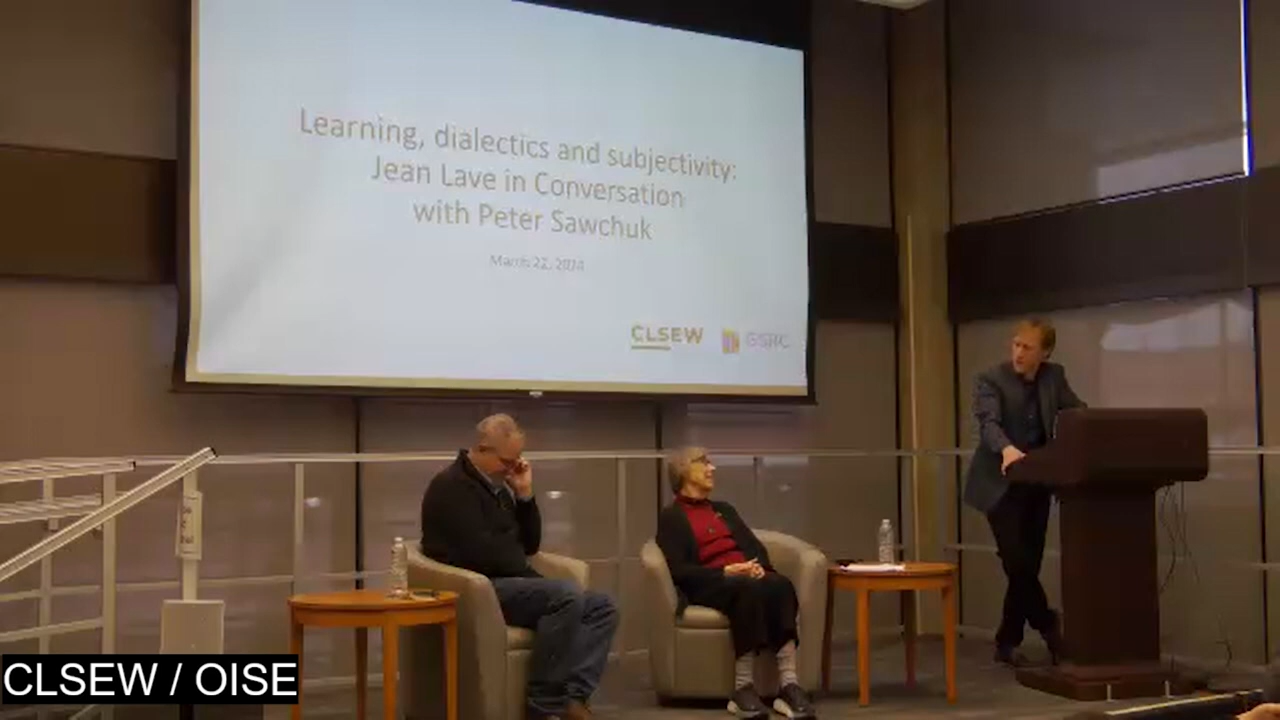 Learning, dialectics and subjectivity:
Jean Lave in Conversation
with Peter Sawchuk
March 22, 2024
CLSEW
GSRC
CLSEW / OISE